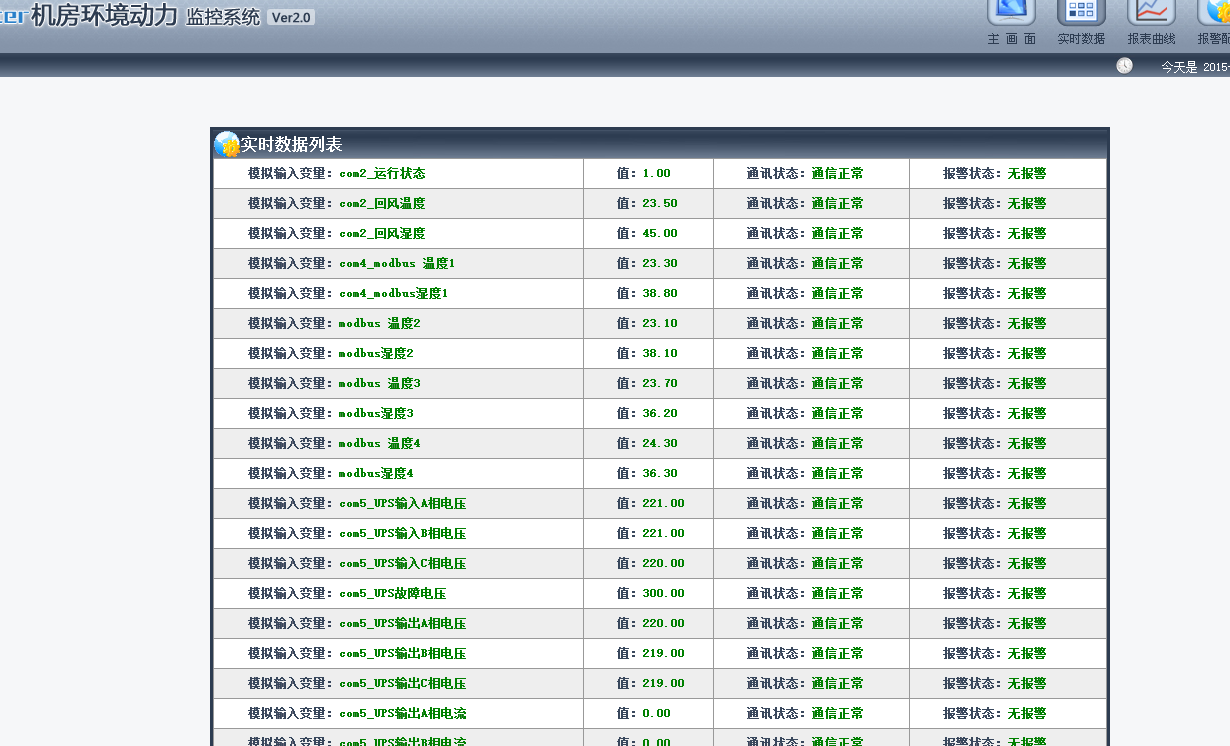 ter机房环境动力 监控系统 Ver2.0
主 画 面 实时数据 报表曲线 报警配
今天是 2015-
实时数据列表
模拟输入变量：com2_运行状态 值：1.00 通讯状态：通信正常 报警状态：无报警
模拟输入变量：com2_回风温度 值：23.50 通讯状态：通信正常 报警状态：无报警
模拟输入变量：com2_回风湿度 值：45.00 通讯状态：通信正常 报警状态：无报警
模拟输入变量：com4_modbus 温度1 值：23.30 通讯状态：通信正常 报警状态：无报警
模拟输入变量：com4_modbus湿度1 值：38.80 通讯状态：通信正常 报警状态：无报警
模拟输入变量：modbus 温度2 值：23.10 通讯状态：通信正常 报警状态：无报警
模拟输入变量：modbus湿度2 值：38.10 通讯状态：通信正常 报警状态：无报警
模拟输入变量：modbus 温度3 值：23.70 通讯状态：通信正常 报警状态：无报警
模拟输入变量：modbus湿度3 值：36.20 通讯状态：通信正常 报警状态：无报警
模拟输入变量：modbus 温度4 值：24.30 通讯状态：通信正常 报警状态：无报警
模拟输入变量：modbus湿度4 值：36.30 通讯状态：通信正常 报警状态：无报警
模拟输入变量：com5_UPS输入A相电压 值：221.00 通讯状态：通信正常 报警状态：无报警
模拟输入变量：com5_UPS输入B相电压 值：221.00 通讯状态：通信正常 报警状态：无报警
模拟输入变量：com5_UPS输入C相电压 值：220.00 通讯状态：通信正常 报警状态：无报警
模拟输入变量：com5_UPS故障电压 值：300.00 通讯状态：通信正常 报警状态：无报警
模拟输入变量：com5_UPS输出A相电压 值：220.00 通讯状态：通信正常 报警状态：无报警
模拟输入变量：com5_UPS输出B相电压 值：219.00 通讯状态：通信正常 报警状态：无报警
模拟输入变量：com5_UPS输出C相电压 值：219.00 通讯状态：通信正常 报警状态：无报警
模拟输入变量：com5_UPS输出A相电流 值：0.00 通讯状态：通信正常 报警状态：无报警
模拟输入变量：com5_UPS输出B相电流 值：0.00 通讯状态：通信正常 报警状态：无报警